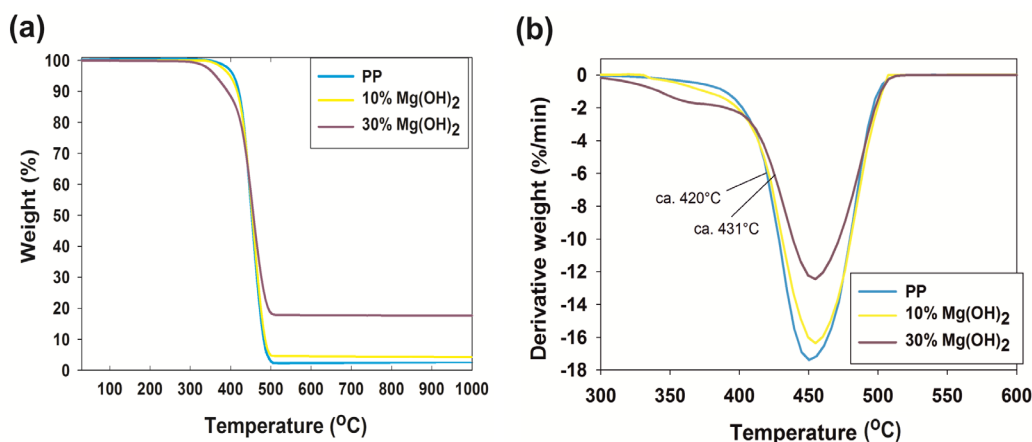 (a)
100
90
80
70
60
50
40
30
20
10
0
Weight (%)
100 200 300 400 500 600 700 800 900 1000
Temperature (°C)
PP
10% Mg(OH)2
30% Mg(OH)2
(b)
0
-2
-4
-6
-8
-10
-12
-14
-16
-18
Derivative weight (%/min)
300 350 400 450 500 550 600
Temperature (°C)
ca. 420°C
ca. 431°C
PP
10% Mg(OH)2
30% Mg(OH)2